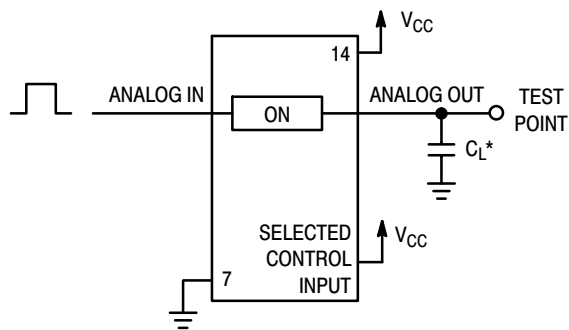 V_CC
14
ANALOG IN
ON
ANALOG OUT
TEST
POINT
C_L*
SELECTED
CONTROL
INPUT
V_CC
7